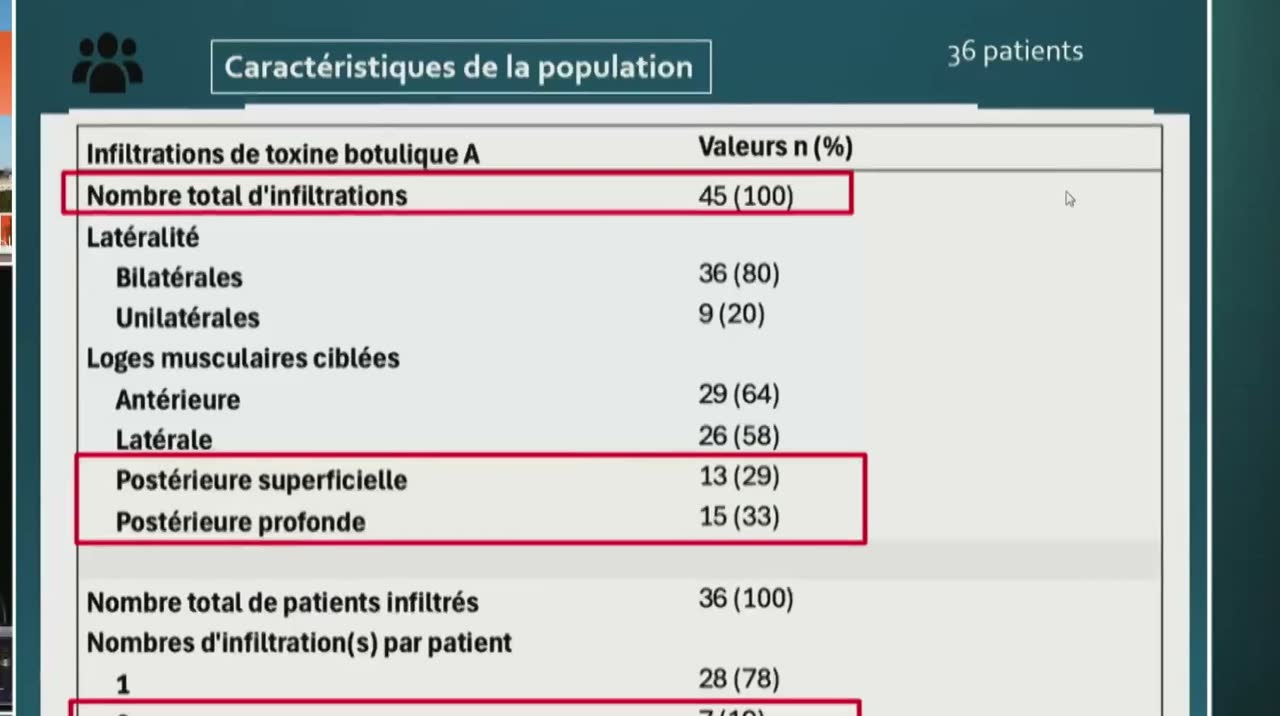 Caractéristiques de la population
36 patients
Infiltrations de toxine botulique A Valeurs n (%)
Nombre total d'infiltrations 45 (100)
Latéralité
Bilatérales 36 (80)
Unilatérales 9 (20)
Loges musculaires ciblées
Antérieure 29 (64)
Latérale 26 (58)
Postérieure superficielle 13 (29)
Postérieure profonde 15 (33)
Nombre total de patients infiltrés 36 (100)
Nombres d'infiltration(s) par patient
1 28 (78)